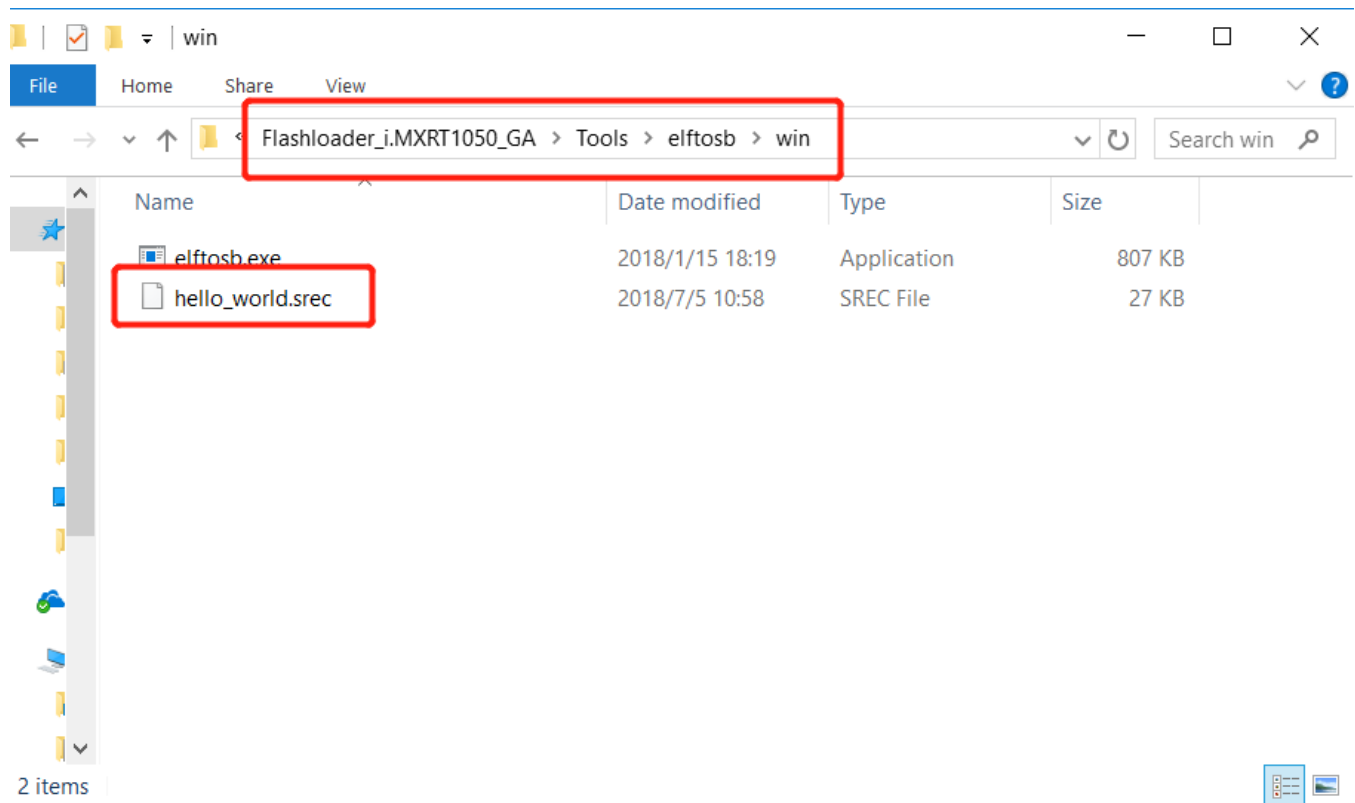 win
File Home Share View ?
Flashloader_i.MXRT1050_GA > Tools > elftosb > win Search win
Name Date modified Type Size
elftosb.exe 2018/1/15 18:19 Application 807 KB
hello_world.srec 2018/7/5 10:58 SREC File 27 KB
2 items